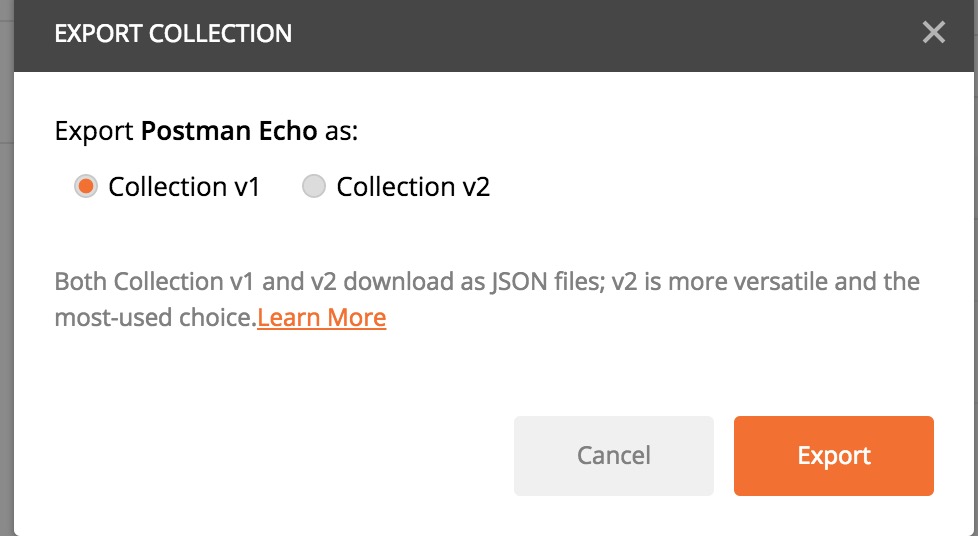 EXPORT COLLECTION
Export Postman Echo as:
Collection v1 Collection v2
Both Collection v1 and v2 download as JSON files; v2 is more versatile and the
most-used choice.Learn More
Cancel Export